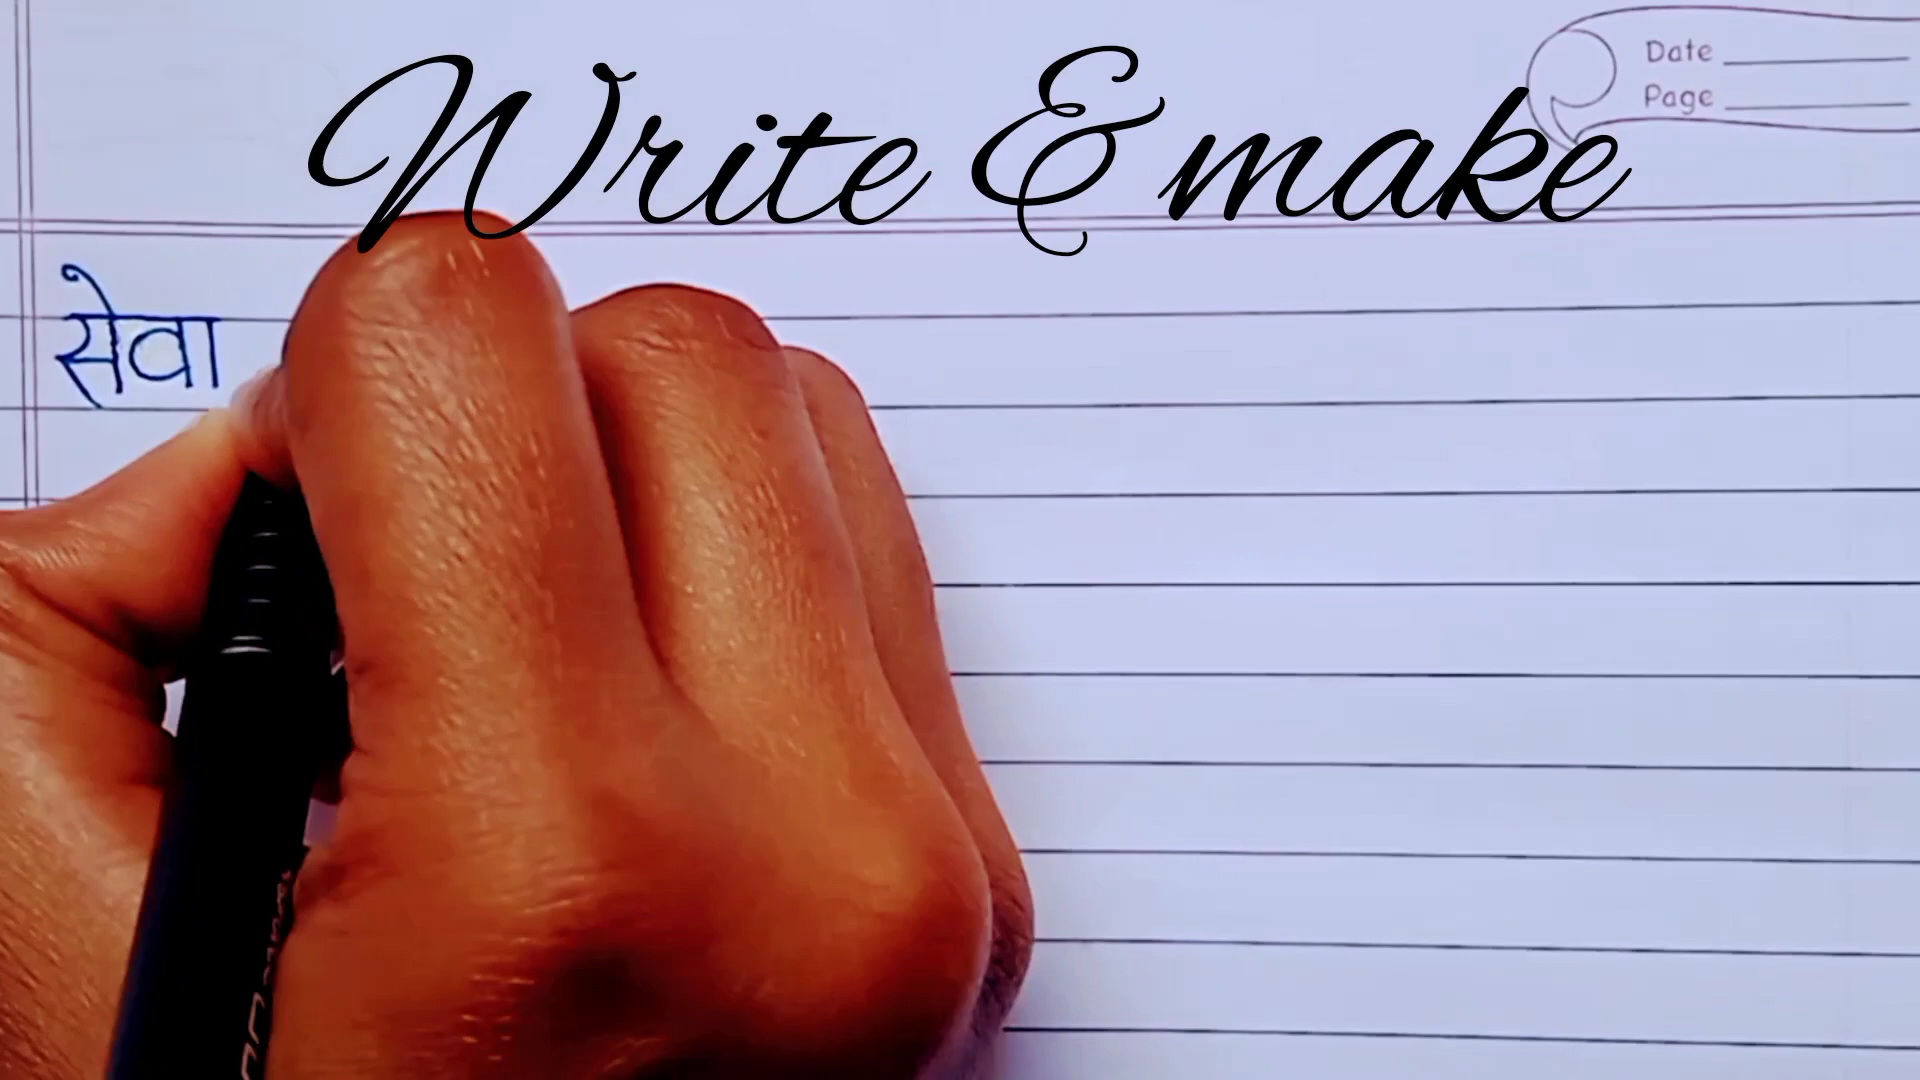 Write & make
Date
Page
सेवा